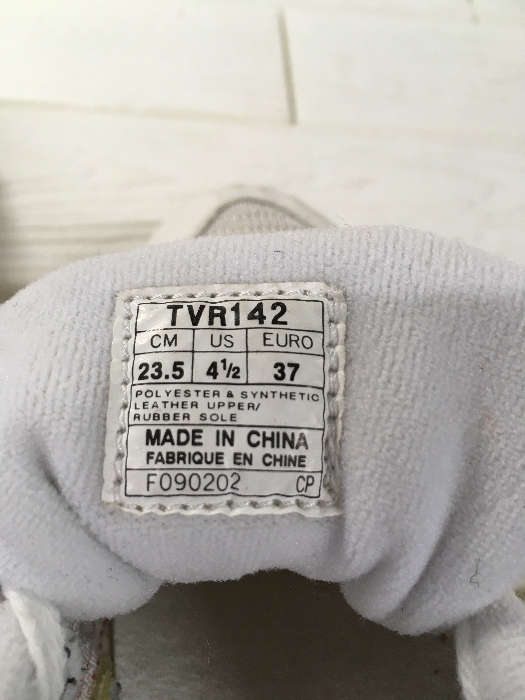 TVR142
CM US EURO
23.5 4½ 37
POLYESTER & SYNTHETIC
LEATHER UPPER/
RUBBER SOLE
MADE IN CHINA
FABRIQUE EN CHINE
F090202 CP